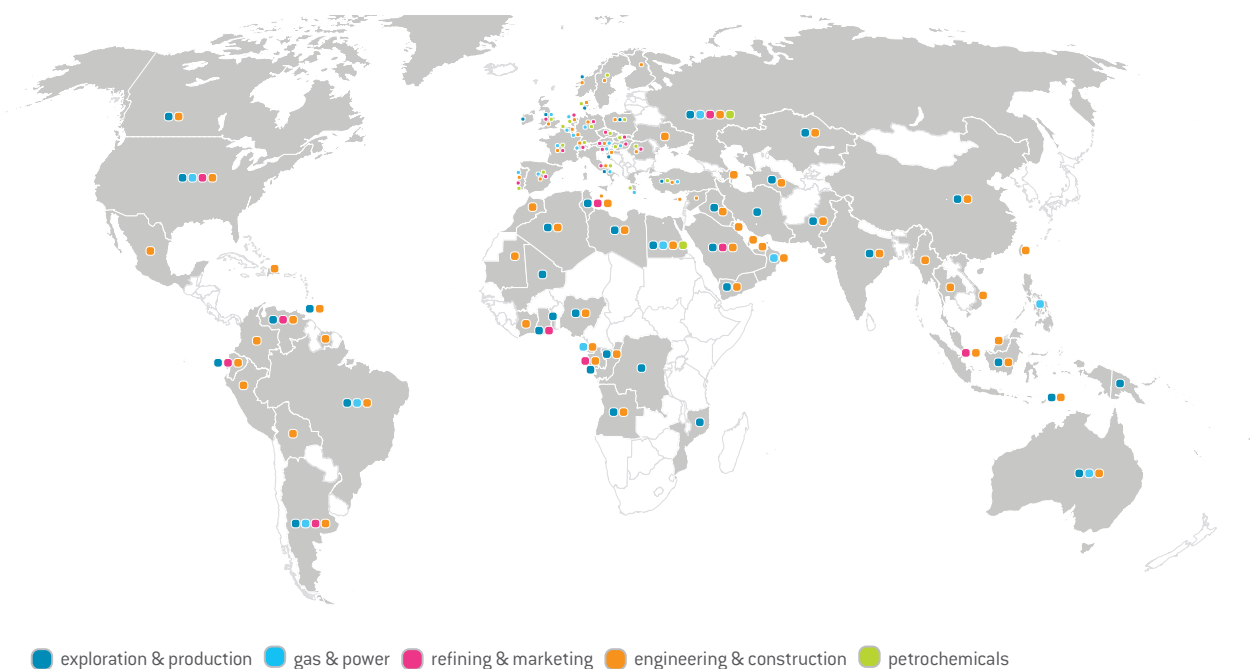 exploration & production gas & power refining & marketing engineering & construction petrochemicals